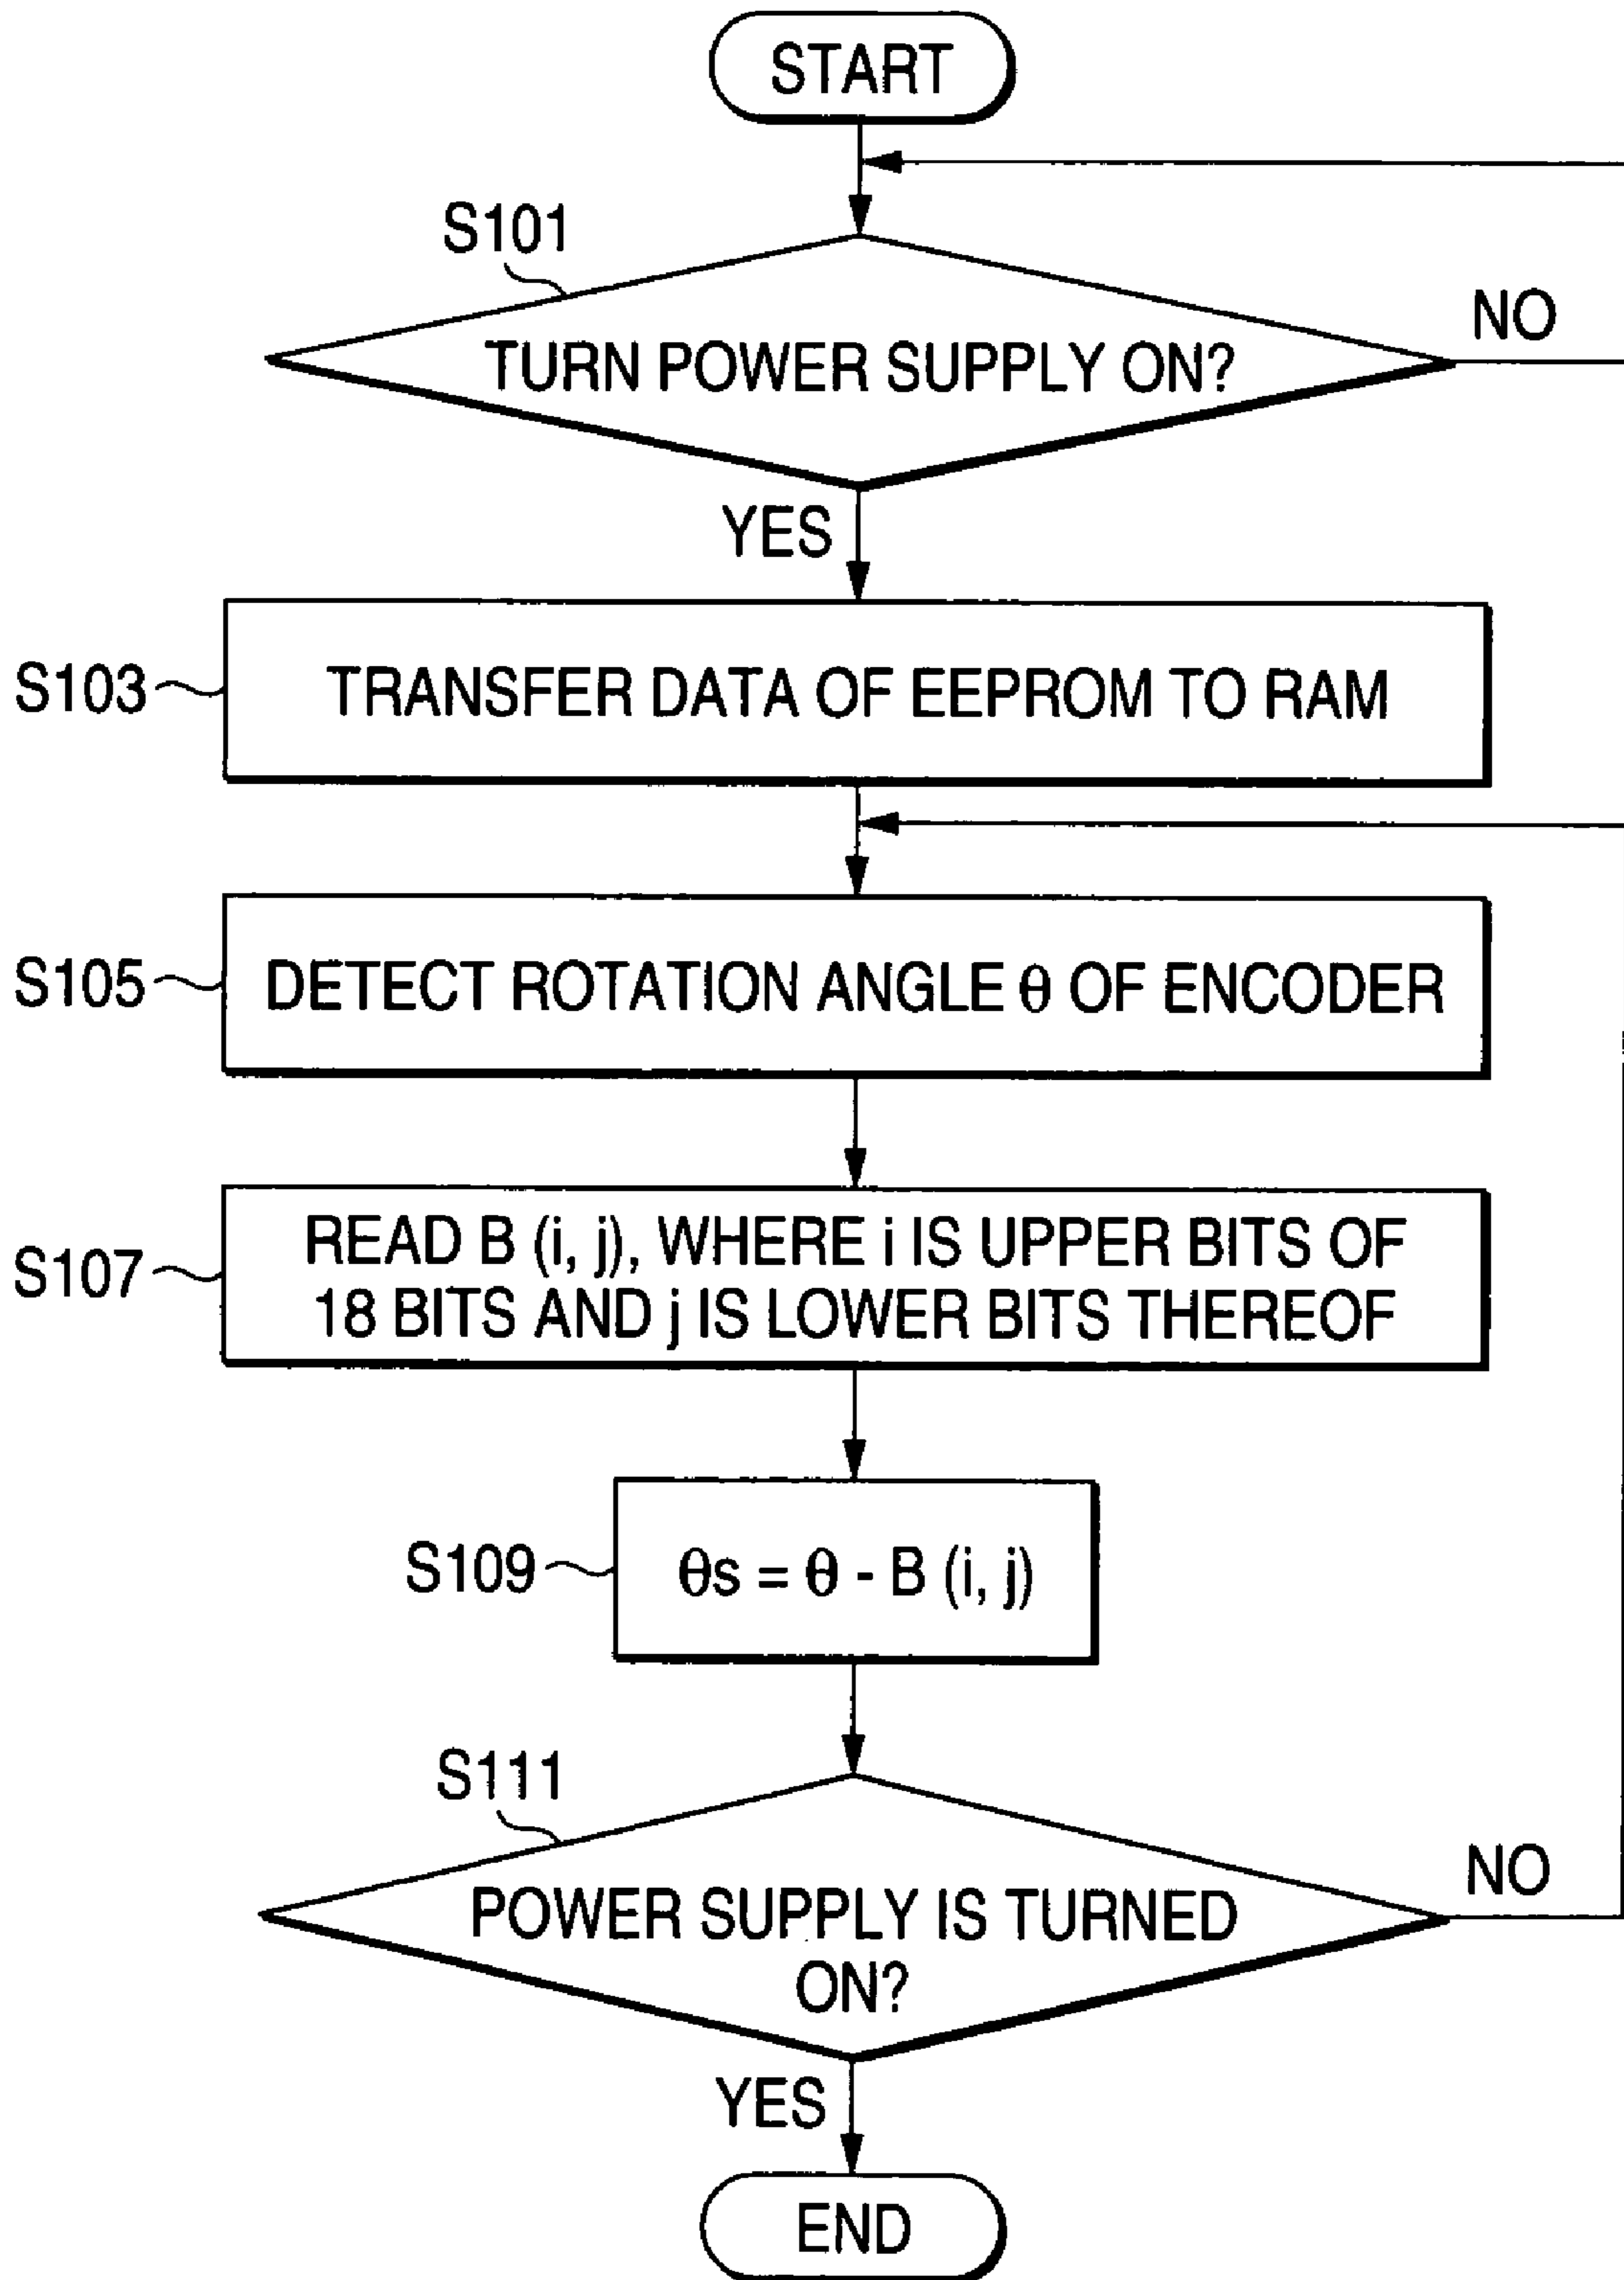 START
S101
NO
TURN POWER SUPPLY ON?
YES
S103
TRANSFER DATA OF EEPROM TO RAM
S105
DETECT ROTATION ANGLE θ OF ENCODER
S107
READ B (i, j), WHERE i IS UPPER BITS OF
18 BITS AND j IS LOWER BITS THEREOF
S109
θs = θ - B (i, j)
S111
NO
POWER SUPPLY IS TURNED
ON?
YES
END